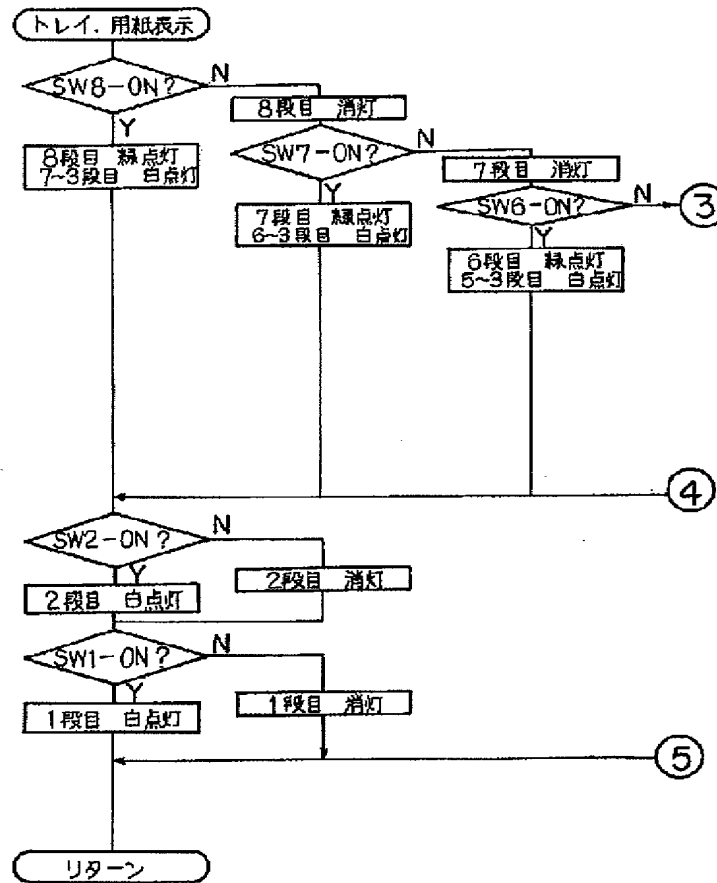 トレイ．用紙表示
SW8-ON?
N
Y
8段目 緑点灯
7~3段目 白点灯
8段目 消灯
SW7-ON?
N
Y
7段目 緑点灯
6~3段目 白点灯
7段目 消灯
SW6-ON?
N
3
Y
6段目 緑点灯
5~3段目 白点灯
4
SW2-ON?
N
Y
2段目 白点灯
2段目 消灯
SW1-ON?
N
Y
1段目 白点灯
1段目 消灯
5
リターン